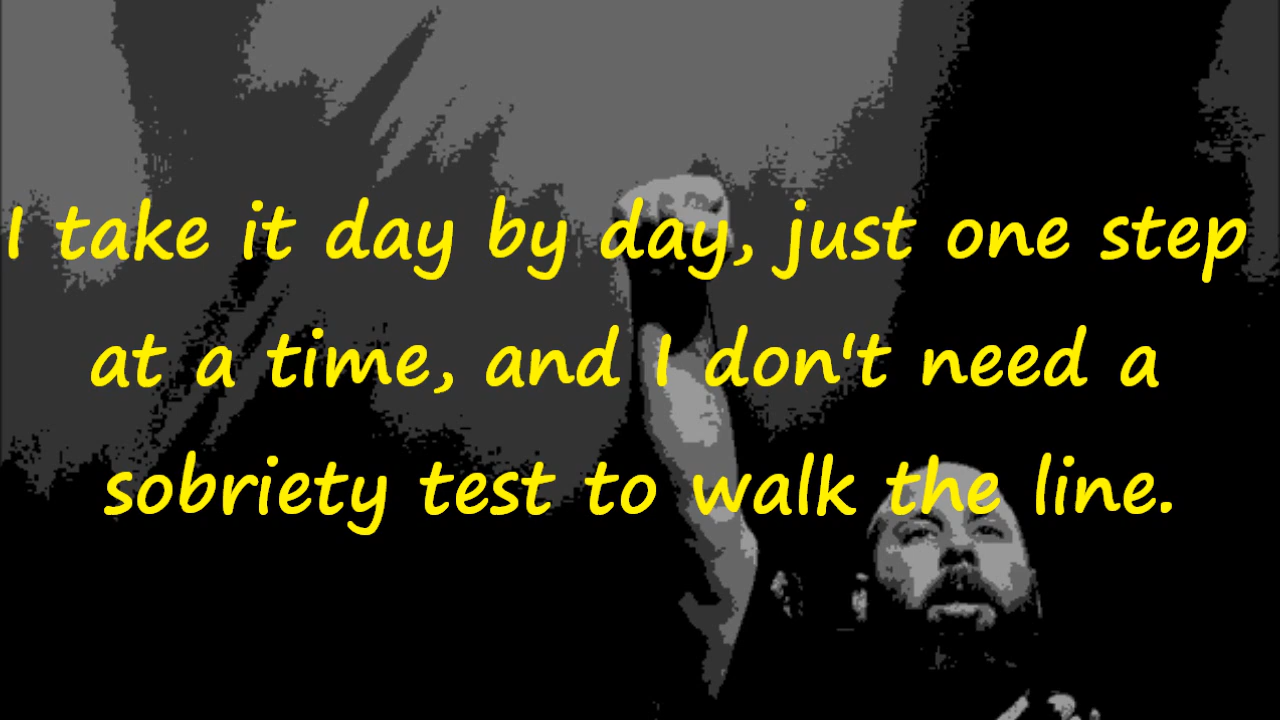 I take it day by day, just one step
at a time, and I don't need a
sobriety test to walk the line.